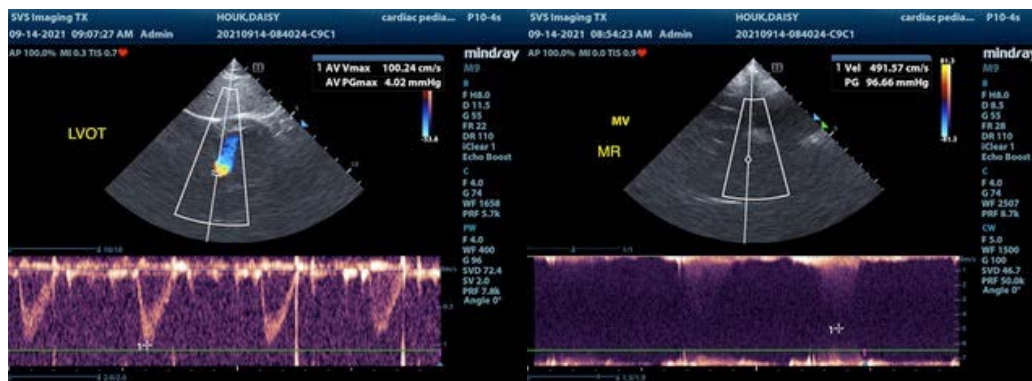 SVS Imaging TX HOUK,DAISY cardiac pedia... P10-4s
09-14-2021 09:07:27 AM Admin 20210914-084024-C9C1
AP 100.0% MI 0.3 TIS 0.7
mindray
M9
1 AV Vmax 100.24 cm/s
AV PGmax 4.02 mmHg
LVOT
B
F H8.0
D 11.5
G 55
FR 22
DR 110
iClear 1
Echo Boost
C
F 4.0
G 74
WF 1658
PRF 5.7k
PW
F 4.0
WF 400
G 96
SVD 72.4
SV 2.0
PRF 7.8k
Angle 0°
1
SVS Imaging TX HOUK,DAISY cardiac pedia... P10-4s
09-14-2021 08:54:23 AM Admin 20210914-084024-C9C1
AP 100.0% MI 0.0 TIS 0.9
mindray
M9
1 Vel 491.57 cm/s
PG 96.66 mmHg
MV
MR
B
F H8.0
D 8.5
G 55
FR 28
DR 110
iClear 1
Echo Boost
C
F 4.0
G 74
WF 2507
PRF 8.7k
CW
F 5.0
WF 1500
G 100
SVD 46.7
PRF 50.0k
Angle 0°
1